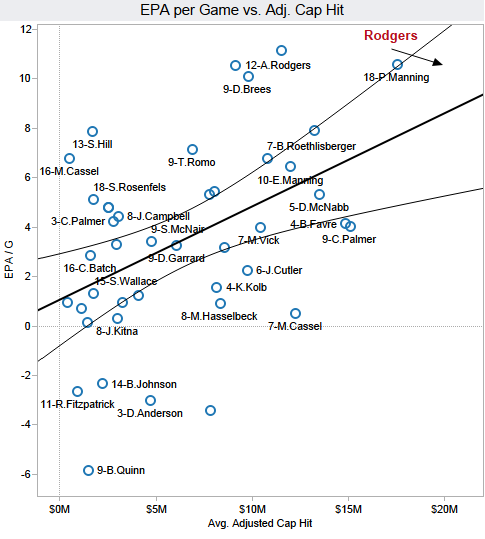 EPA per Game vs. Adj. Cap Hit
12
Rodgers
12-A.Rodgers
10
18-P.Manning
9-D.Brees
8
13-S.Hill
7-B.Roethlisberger
9-T.Romo
16-M.Cassel
6
10-E.Manning
18-S.Rosenfels
5-D.McNabb
8-J.Campbell
3-C.Palmer
4
9-S.McNair
4-B.Favre
7-M.Vick
9-C.Palmer
EPA / G
9-D.Garrard
16-C.Batch
6-J.Cutler
2
15-S.Wallace
4-K.Kolb
8-M.Hasselbeck
8-J.Kitna
7-M.Cassel
0
-2
14-B.Johnson
11-R.Fitzpatrick
3-D.Anderson
-4
9-B.Quinn
-6
$0M $5M $10M $15M $20M
Avg. Adjusted Cap Hit